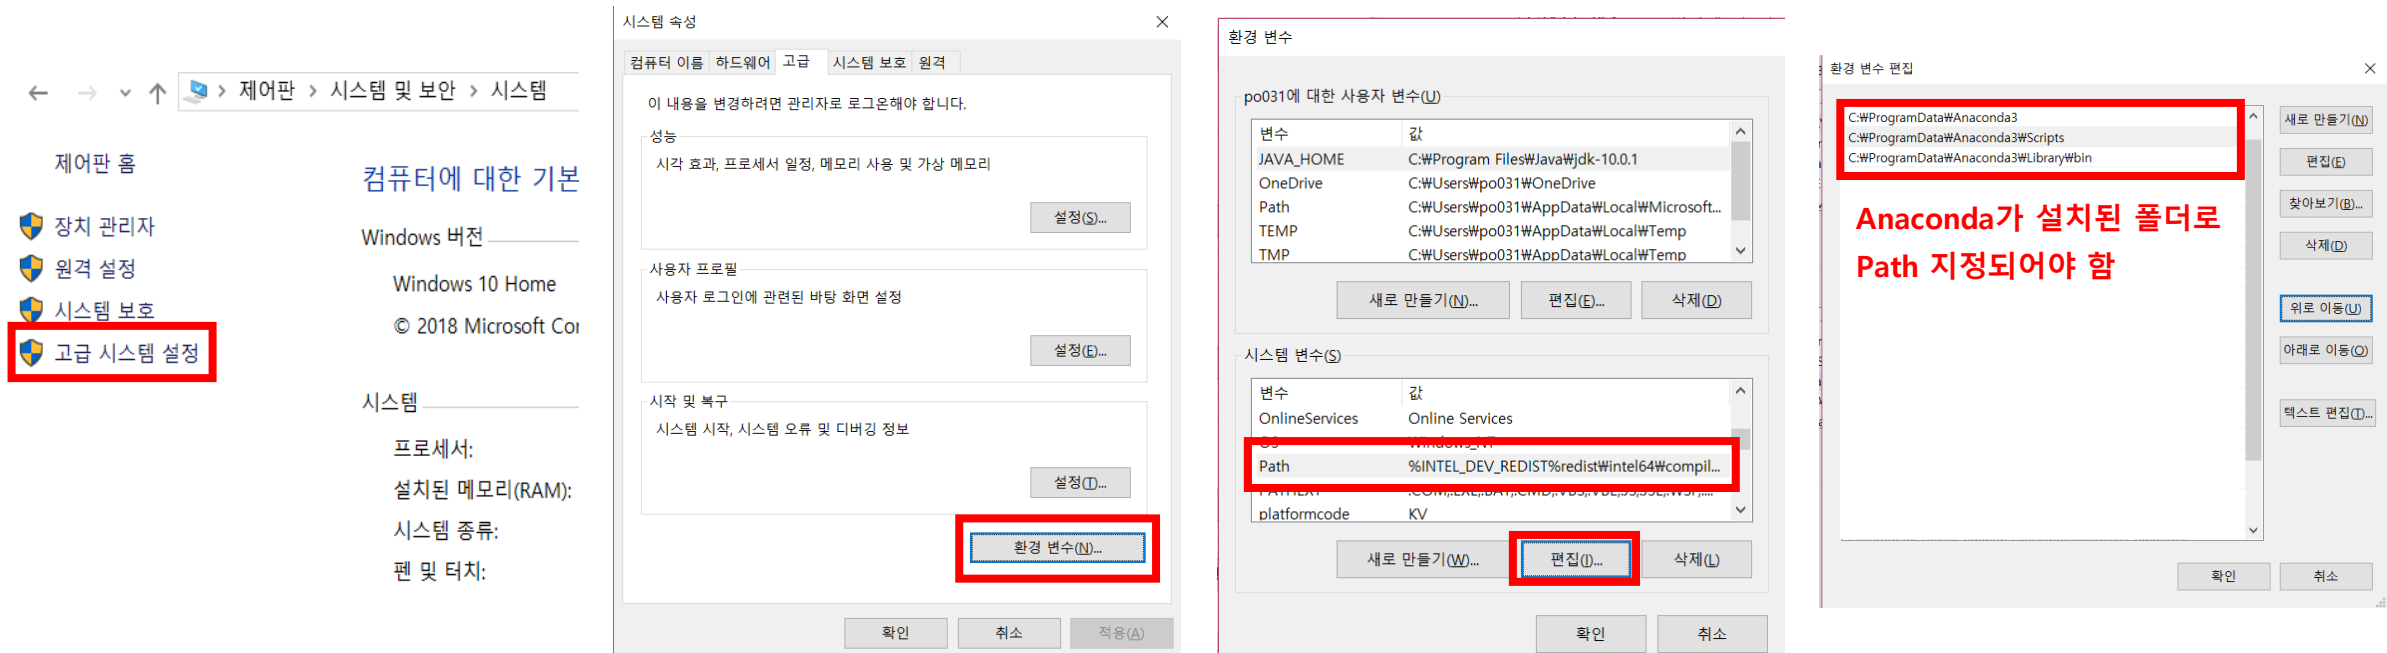 제어판 > 시스템 및 보안 > 시스템
제어판 홈
장치 관리자
원격 설정
시스템 보호
고급 시스템 설정
컴퓨터에 대한 기본
Windows 버전
Windows 10 Home
© 2018 Microsoft Cor
시스템
프로세서:
설치된 메모리(RAM):
시스템 종류:
펜 및 터치:
시스템 속성
컴퓨터 이름 하드웨어 고급 시스템 보호 원격
이 내용을 변경하려면 관리자로 로그온해야 합니다.
성능
시각 효과, 프로세서 일정, 메모리 사용 및 가상 메모리
설정(S)...
사용자 프로필
사용자 로그인에 관련된 바탕 화면 설정
설정(E)...
시작 및 복구
시스템 시작, 시스템 오류 및 디버깅 정보
설정(T)...
환경 변수(N)...
확인 취소 적용(A)
환경 변수
po031에 대한 사용자 변수(U)
변수 값
JAVA_HOME C:₩Program Files₩Java₩jdk-10.0.1
OneDrive C:₩Users₩po031₩OneDrive
Path C:₩Users₩po031₩AppData₩Local₩Microsoft...
TEMP C:₩Users₩po031₩AppData₩Local₩Temp
TMP C:₩Users₩po031₩AppData₩Local₩Temp
새로 만들기(N)... 편집(E)... 삭제(D)
시스템 변수(S)
변수 값
OnlineServices Online Services
OS Windows_NT
Path %INTEL_DEV_REDIST%redist₩intel64₩compil...
PATHEXT
platformcode KV
새로 만들기(W)... 편집(I)... 삭제(L)
확인 취소
환경 변수 편집
C:₩ProgramData₩Anaconda3
C:₩ProgramData₩Anaconda3₩Scripts
C:₩ProgramData₩Anaconda3₩Library₩bin
Anaconda가 설치된 폴더로
Path 지정되어야 함
새로 만들기(N)
편집(E)
찾아보기(B)...
삭제(D)
위로 이동(U)
아래로 이동(O)
텍스트 편집(T)...
확인 취소